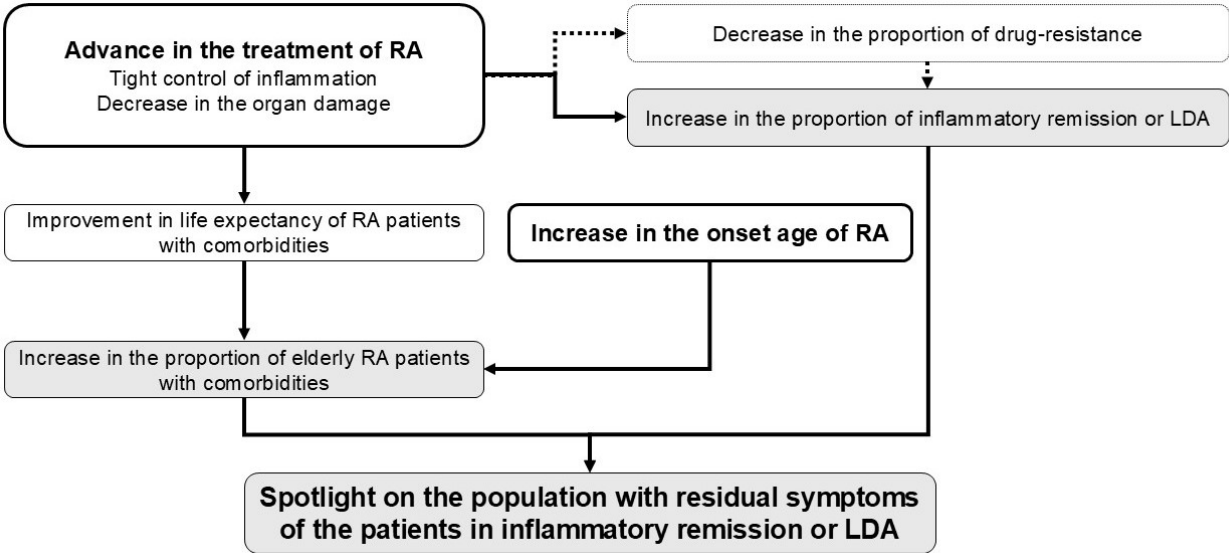 Advance in the treatment of RA
Tight control of inflammation
Decrease in the organ damage
Decrease in the proportion of drug-resistance
Increase in the proportion of inflammatory remission or LDA
Improvement in life expectancy of RA patients
with comorbidities
Increase in the onset age of RA
Increase in the proportion of elderly RA patients
with comorbidities
Spotlight on the population with residual symptoms
of the patients in inflammatory remission or LDA